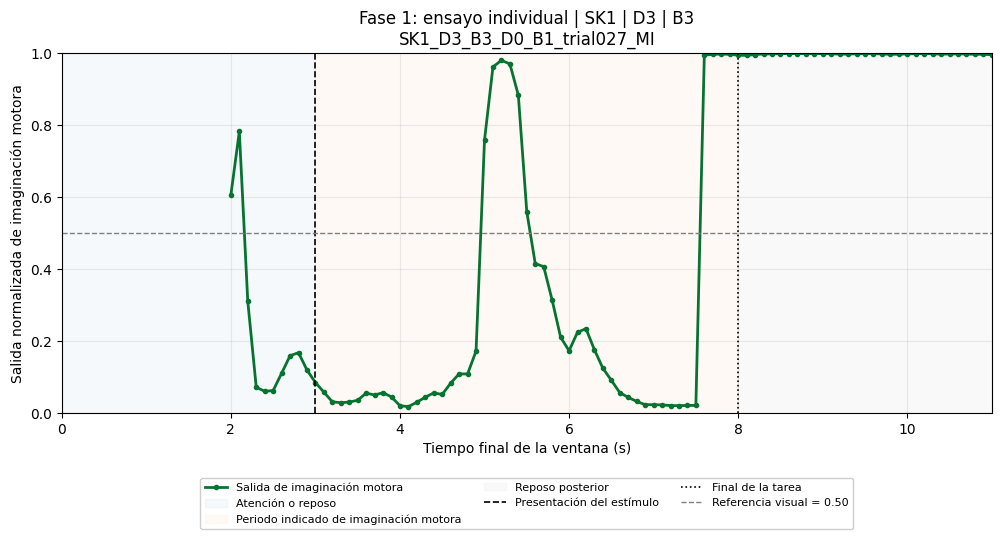 Fase 1: ensayo individual | SK1 | D3 | B3
SK1_D3_B3_D0_B1_trial027_MI
Salida normalizada de imaginación motora
1.0
0.8
0.6
0.4
0.2
0.0
0 2 4 6 8 10
Tiempo final de la ventana (s)
Salida de imaginación motora
Atención o reposo
Periodo indicado de imaginación motora
Reposo posterior
Presentación del estímulo
Final de la tarea
Referencia visual = 0.50